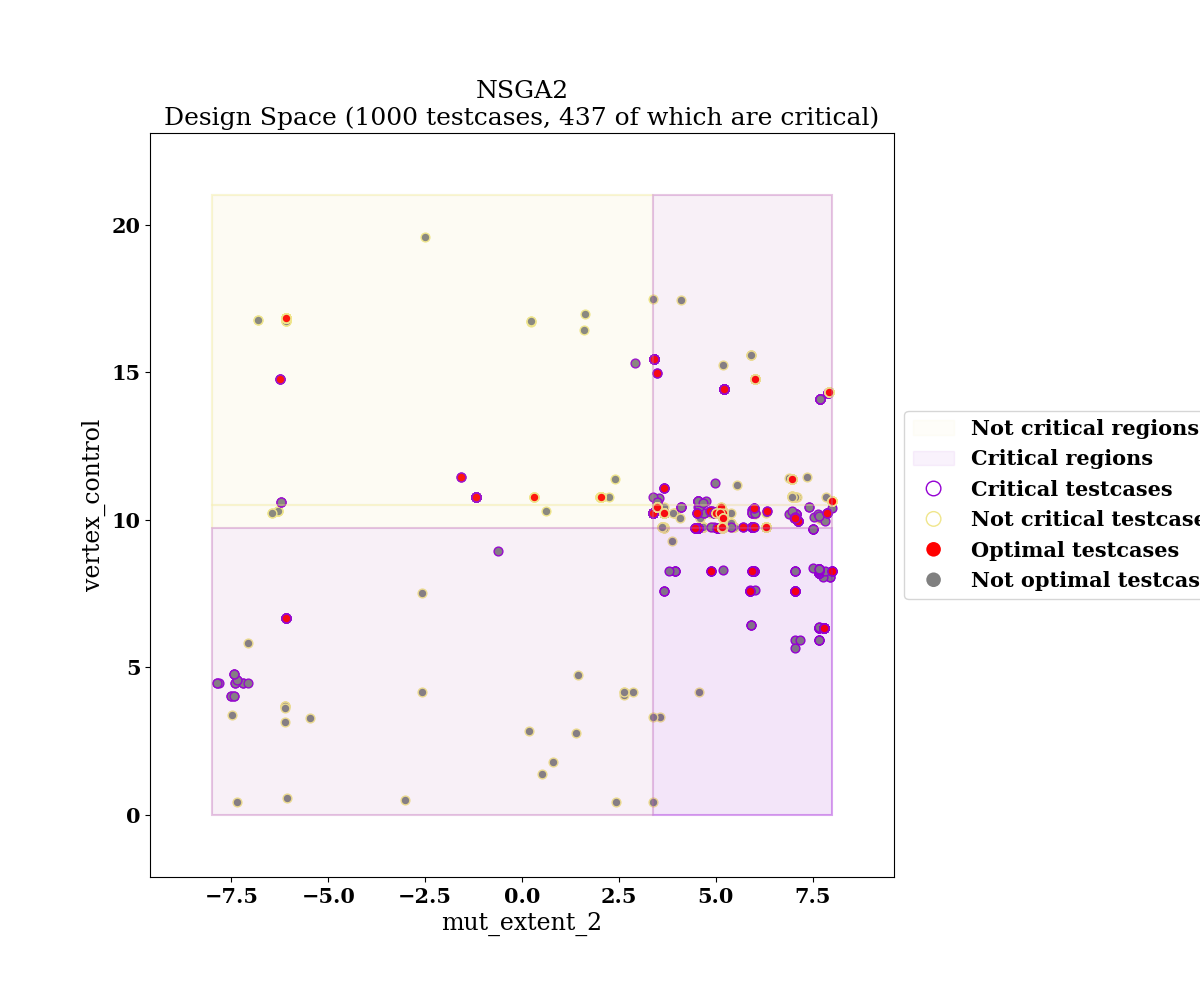 NSGA2
Design Space (1000 testcases, 437 of which are critical)
20
15
10
5
0
vertex_control
−7.5 −5.0 −2.5 0.0 2.5 5.0 7.5
mut_extent_2
Not critical regions
Critical regions
Critical testcases
Not critical testcase
Optimal testcases
Not optimal testcas